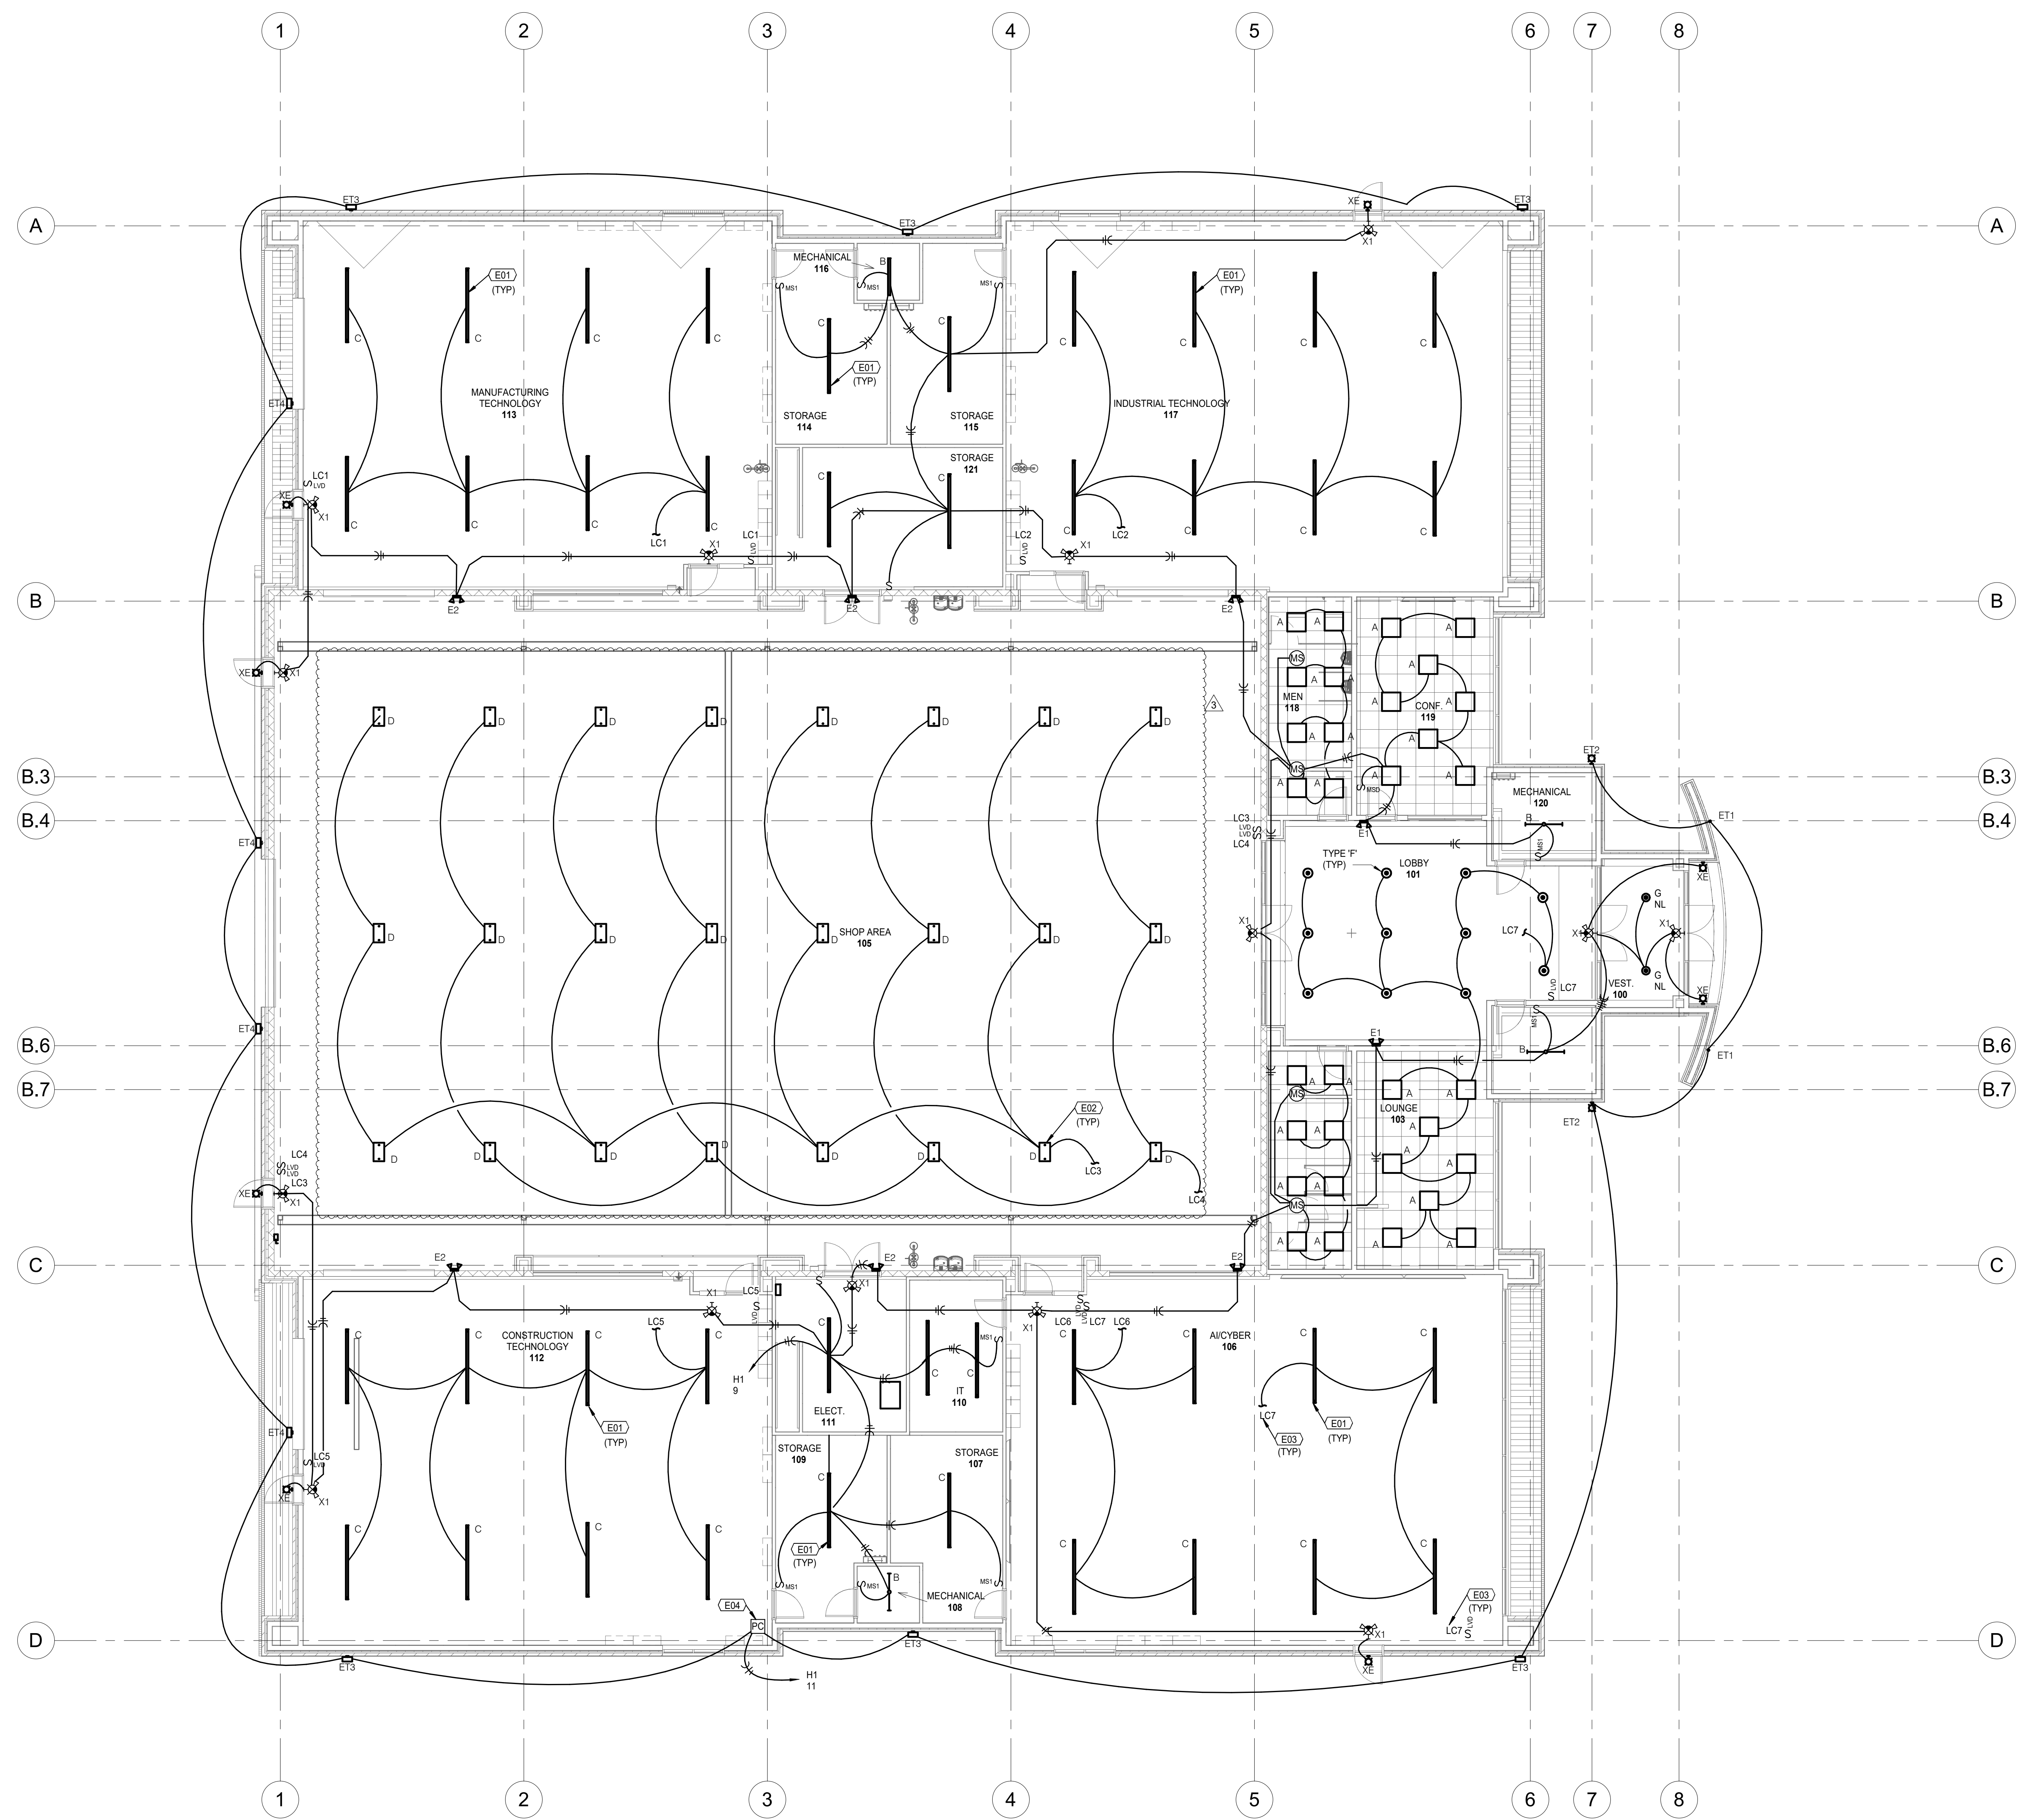 1 2 3 4 5 6 7 8
ET3 ET3 XE ET3
A A
X1
MECHANICAL
116
B
E01
(TYP)
E01
(TYP)
S MS1 S MS1 MS1 S
C C
C C C C C C C C
E01
(TYP)
MANUFACTURING
TECHNOLOGY
113
ET4
INDUSTRIAL TECHNOLOGY
117
STORAGE
114
STORAGE
115
STORAGE
121
C C
LC1
S LVD
XE
X1
C C C C C C C C
LC1
LC1
LVD
S
X1
LC2
LVD
S
X1
LC2
S
B B
E2 E2 E2
A A A A
XE X1
MS
A
A A
A A
MEN
118
3
CONF.
119
D D D D D D D D
A A
A
ET2
B.3 B.3
MS
A A
S MSD
A A
MECHANICAL
120
B.4 B.4
LC3
LVD
LVD
SS
LC4
E1
B
ET1
MS1
S
ET4
TYPE 'F'
(TYP)
LOBBY
101
XE
G
NL
SHOP AREA
105
D D D D D D D D
X1
LC7
X1
X1
G
NL
LVD
S
LC7
VEST.
100
XE
ET4
S
MS1
E1
B.6 B.6
B
ET1
A A
MS
A A
B.7 B.7
LOUNGE
103
ET2
E02
(TYP)
A A
A
D D D D D D D D
LC3
LC4
A A
A A
LC4
SS LVD
LVD
LC3
XE
X1
MS
A
A A
A A
C C
E2 E2 E2
S
X1
X1
LC5
S
LVD
X1
S S
LVD LVD
LC6 LC7 LC6
LC5
C C C C
CONSTRUCTION
TECHNOLOGY
112
C
MS1
S
C C
C C C C
AI/CYBER
106
H1
9
IT
110
ELECT.
111
E01
(TYP)
LC7
E03
(TYP)
E01
(TYP)
ET4
LC5
S LVD
XE X1
STORAGE
109
STORAGE
107
C C
C C C C
E01
(TYP)
C C C C
S MS1 S MS1 B MS1 S
MECHANICAL
108
E04
PC
E03
(TYP)
LC7 S LVD
X1
D D
ET3 ET3 XE ET3
H1
11
1 2 3 4 5 6 7 8